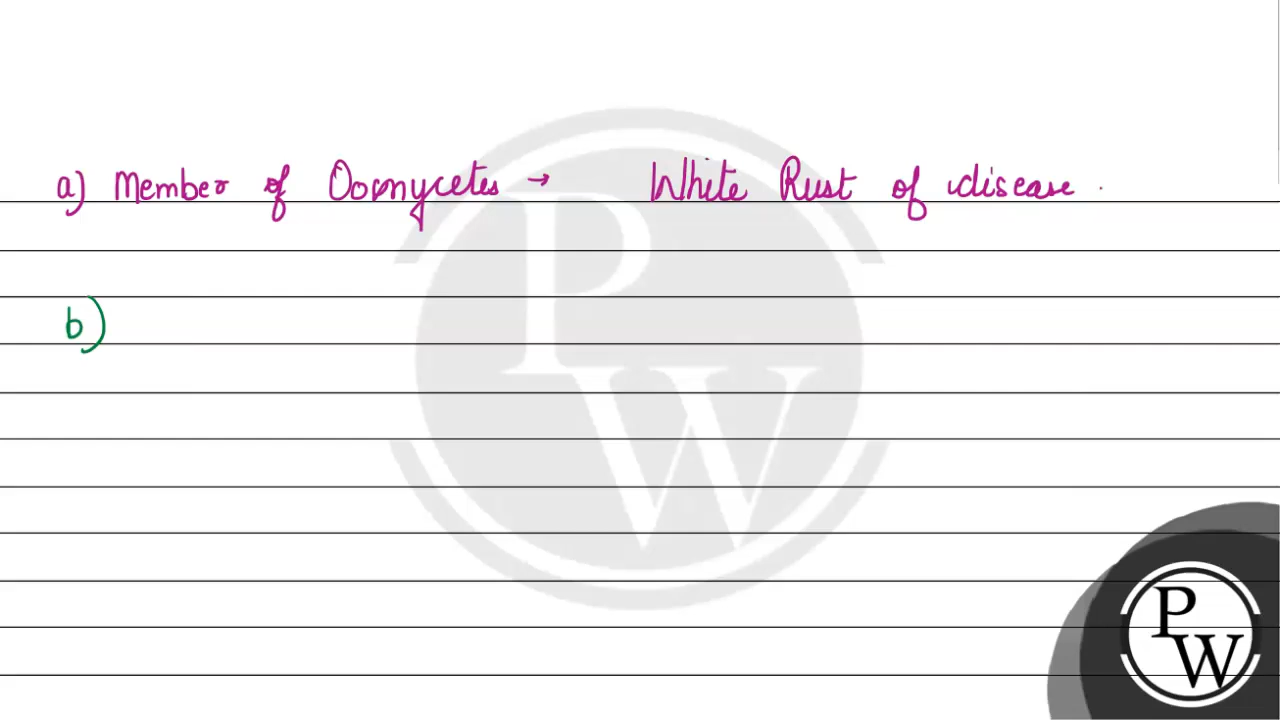 a) Member of Oomycetes → White Rust of disease
b)
P
W
P
W